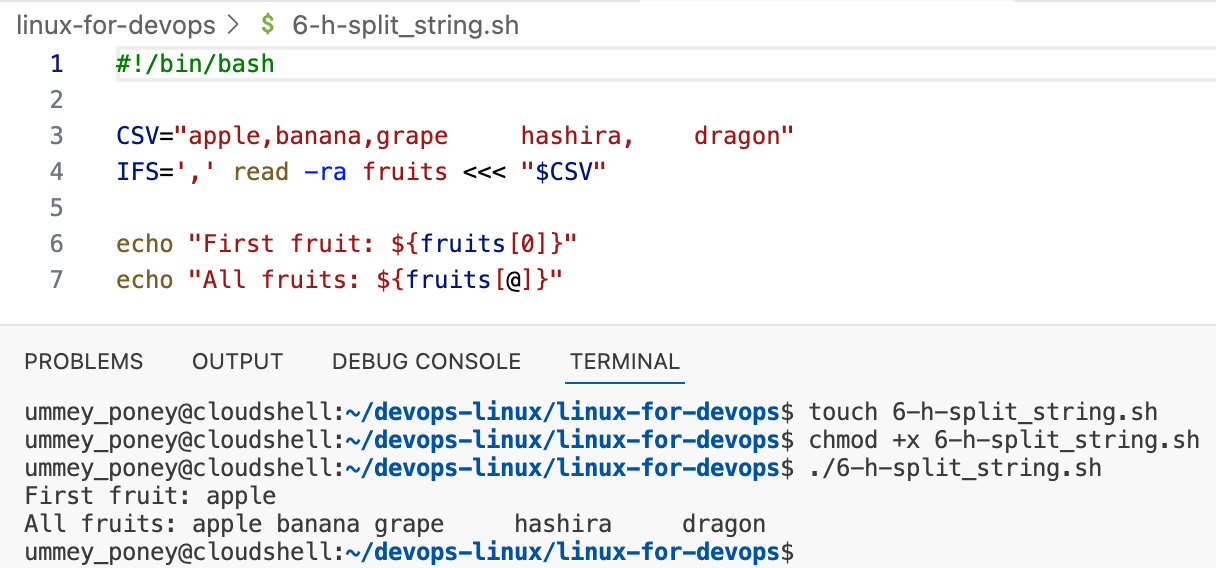 linux-for-devops > $ 6-h-split_string.sh
1 #!/bin/bash
2
3 CSV="apple,banana,grape     hashira,    dragon"
4 IFS=',' read -ra fruits <<< "$CSV"
5
6 echo "First fruit: ${fruits[0]}"
7 echo "All fruits: ${fruits[@]}"
PROBLEMS OUTPUT DEBUG CONSOLE TERMINAL
ummey_poney@cloudshell:~/devops-linux/linux-for-devops$ touch 6-h-split_string.sh
ummey_poney@cloudshell:~/devops-linux/linux-for-devops$ chmod +x 6-h-split_string.sh
ummey_poney@cloudshell:~/devops-linux/linux-for-devops$ ./6-h-split_string.sh
First fruit: apple
All fruits: apple banana grape     hashira     dragon
ummey_poney@cloudshell:~/devops-linux/linux-for-devops$